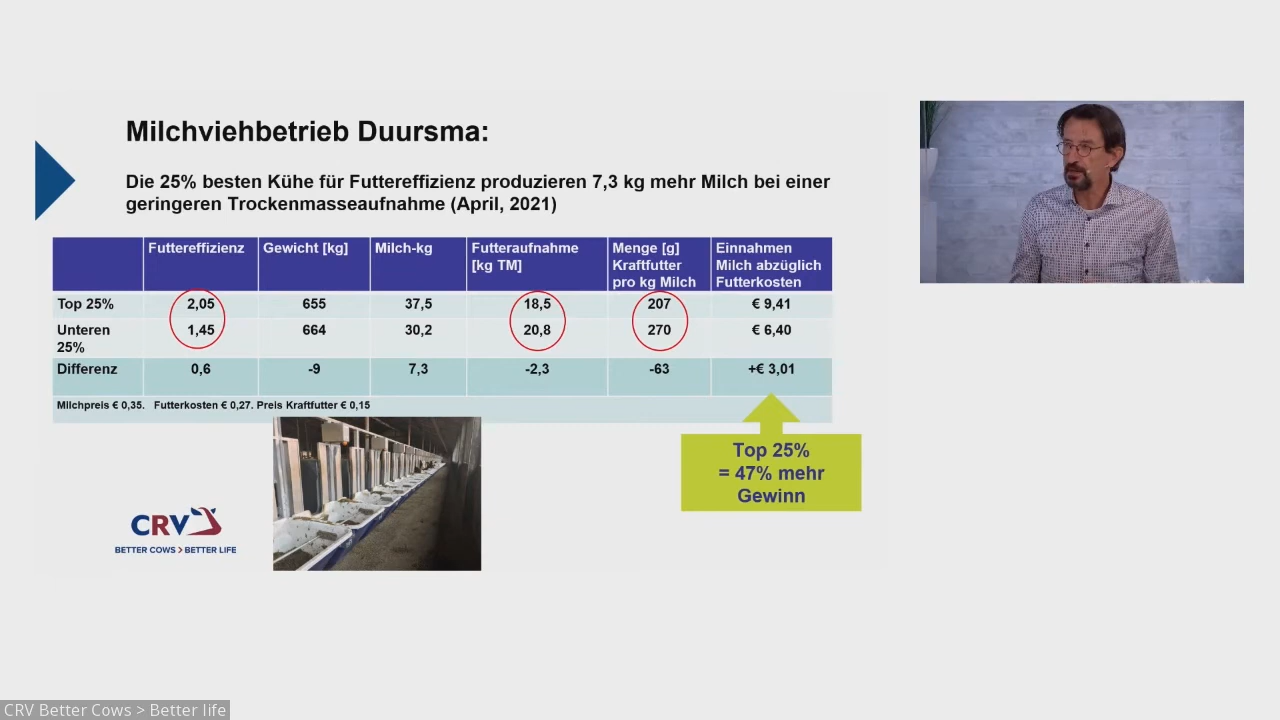 Milchviehbetrieb Duursma:
Die 25% besten Kühe für Futtereffizienz produzieren 7,3 kg mehr Milch bei einer
geringeren Trockenmasseaufnahme (April, 2021)
Futtereffizienz Gewicht [kg] Milch-kg Futteraufnahme [kg TM] Menge [g] Kraftfutter pro kg Milch Einnahmen Milch abzüglich Futterkosten
Top 25% 2,05 655 37,5 18,5 207 € 9,41
Unteren 25% 1,45 664 30,2 20,8 270 € 6,40
Differenz 0,6 -9 7,3 -2,3 -63 +€ 3,01
Milchpreis € 0,35. Futterkosten € 0,27. Preis Kraftfutter € 0,15
Top 25%
= 47% mehr
Gewinn
CRV
BETTER COWS > BETTER LIFE
CRV Better Cows > Better life